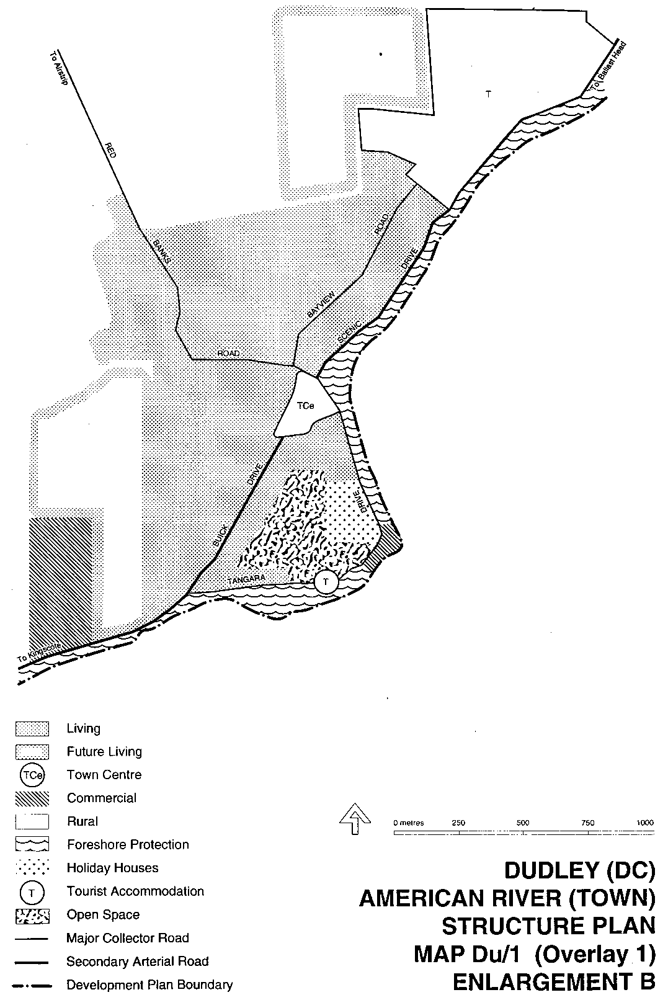 To Airstrip
RED
BANKS
ROAD
T
To Ballast Head
ROAD
BAYVIEW
DRIVE
SCENIC
TCe
DRIVE
BUICK
DRIVE
TANGARA
T
To Kingscote
Living
Future Living
TCe Town Centre
Commercial
Rural
Foreshore Protection
Holiday Houses
T Tourist Accommodation
Open Space
Major Collector Road
Secondary Arterial Road
Development Plan Boundary
0 metres 250 500 750 1000
DUDLEY (DC)
AMERICAN RIVER (TOWN)
STRUCTURE PLAN
MAP Du/1 (Overlay 1)
ENLARGEMENT B